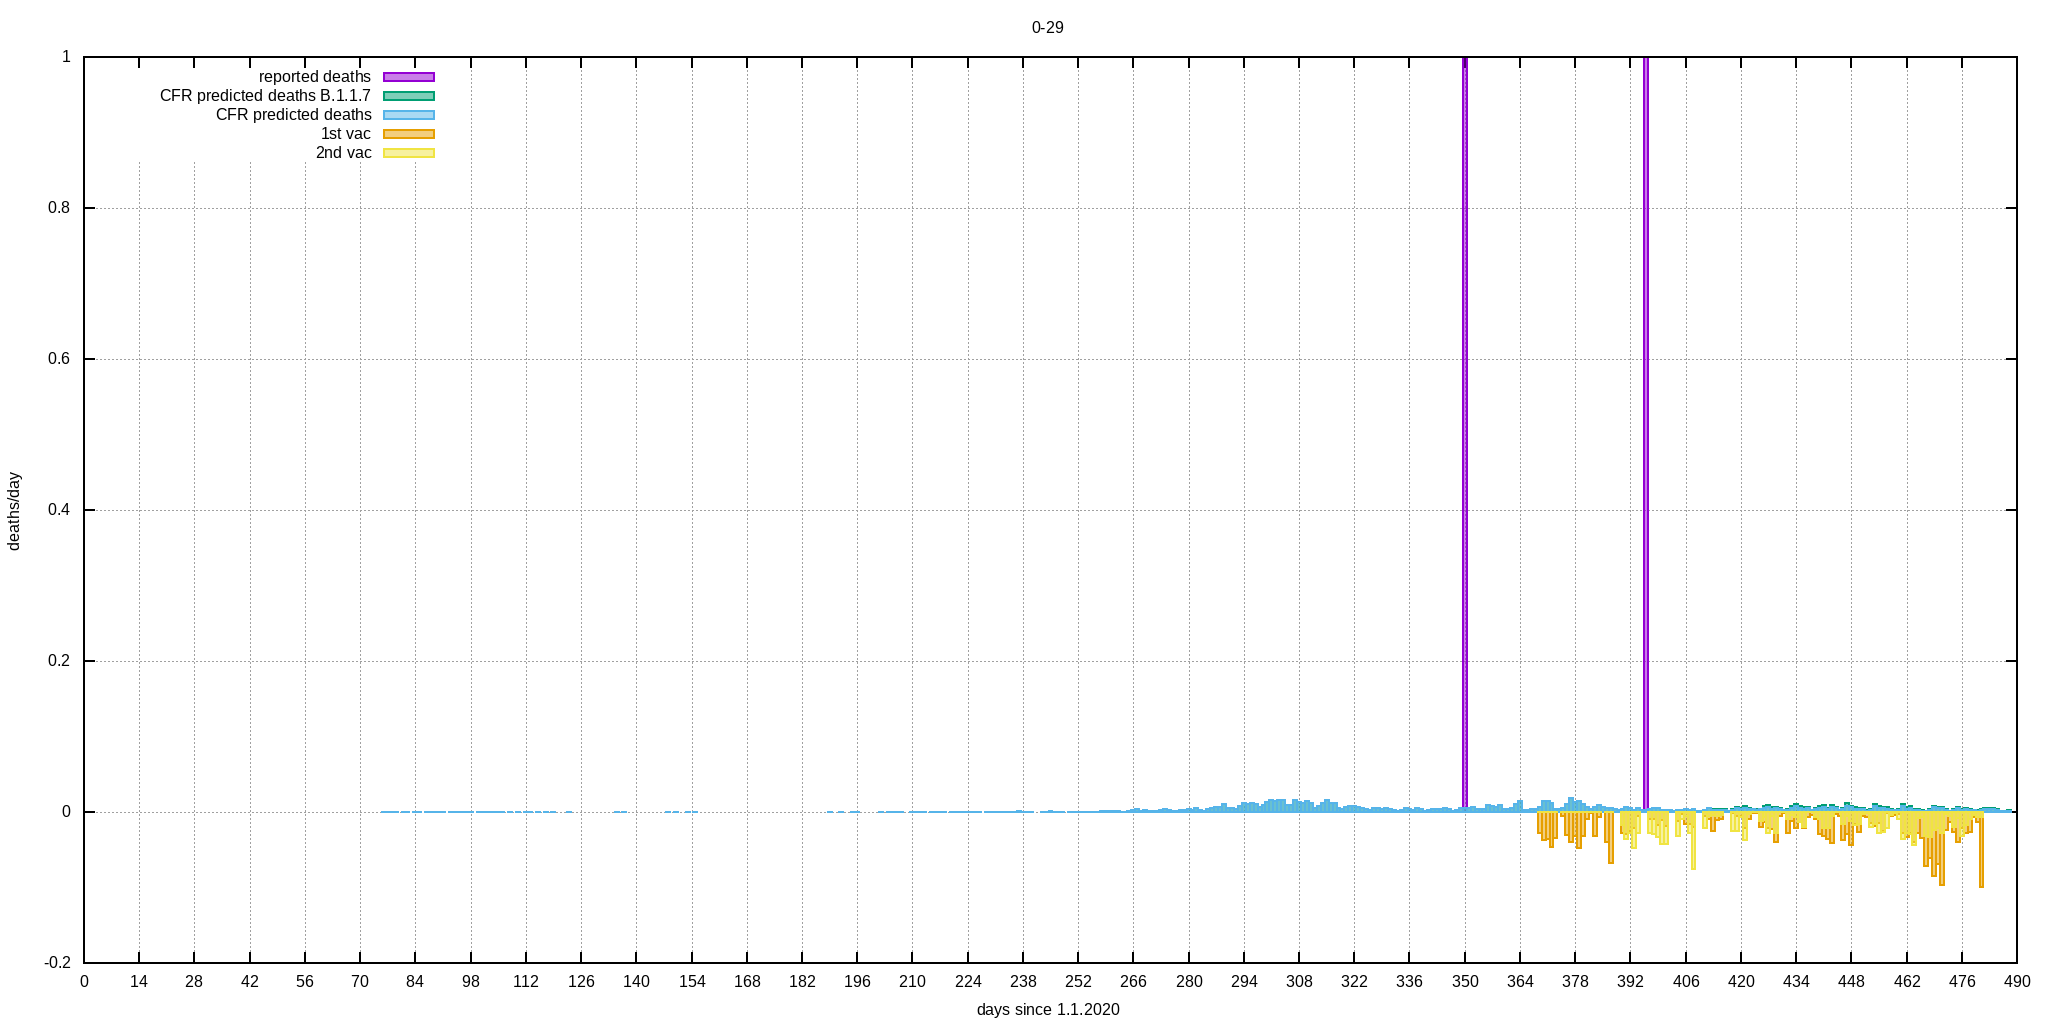 0-29
reported deaths
CFR predicted deaths B.1.1.7
CFR predicted deaths
1st vac
2nd vac
1
0.8
0.6
0.4
0.2
0
-0.2
deaths/day
0 14 28 42 56 70 84 98 112 126 140 154 168 182 196 210 224 238 252 266 280 294 308 322 336 350 364 378 392 406 420 434 448 462 476 490
days since 1.1.2020